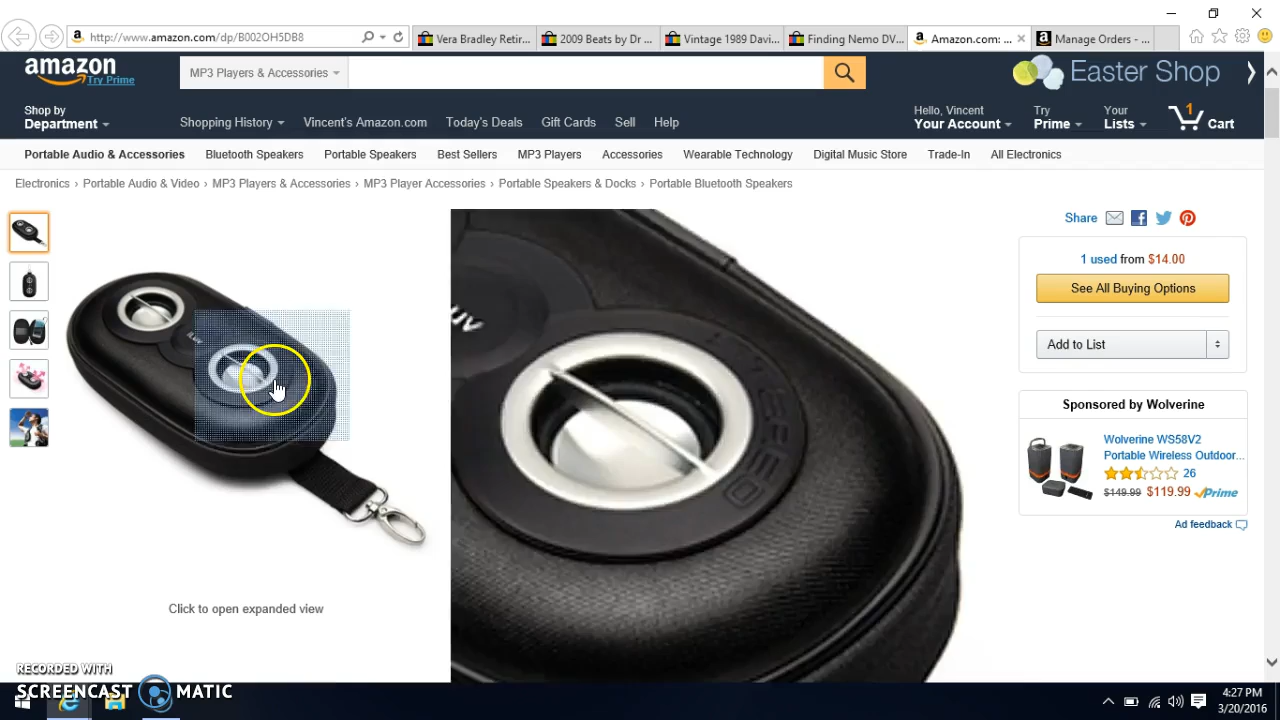 http://www.amazon.com/dp/B002OH5DB8
Vera Bradley Retir...
2009 Beats by Dr ...
Vintage 1989 Davi...
Finding Nemo DV...
Amazon.com: ...
Manage Orders - ...
amazon
Try Prime
MP3 Players & Accessories
Easter Shop
Shop by
Department
Shopping History
Vincent's Amazon.com
Today's Deals
Gift Cards
Sell
Help
Hello, Vincent
Your Account
Try
Prime
Your
Lists
1
Cart
Portable Audio & Accessories
Bluetooth Speakers
Portable Speakers
Best Sellers
MP3 Players
Accessories
Wearable Technology
Digital Music Store
Trade-In
All Electronics
Electronics › Portable Audio & Video › MP3 Players & Accessories › MP3 Player Accessories › Portable Speakers & Docks › Portable Bluetooth Speakers
Share
1 used from $14.00
See All Buying Options
Add to List
Sponsored by Wolverine
Wolverine WS58V2
Portable Wireless Outdoor...
26
$149.99 $119.99 Prime
Ad feedback
Click to open expanded view
RECORDED WITH
SCREENCAST MATIC
4:27 PM
3/20/2016